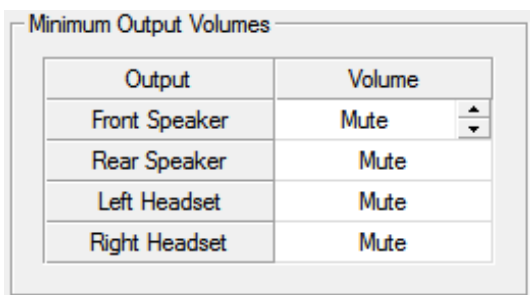 Minimum Output Volumes
Output Volume
Front Speaker Mute
Rear Speaker Mute
Left Headset Mute
Right Headset Mute